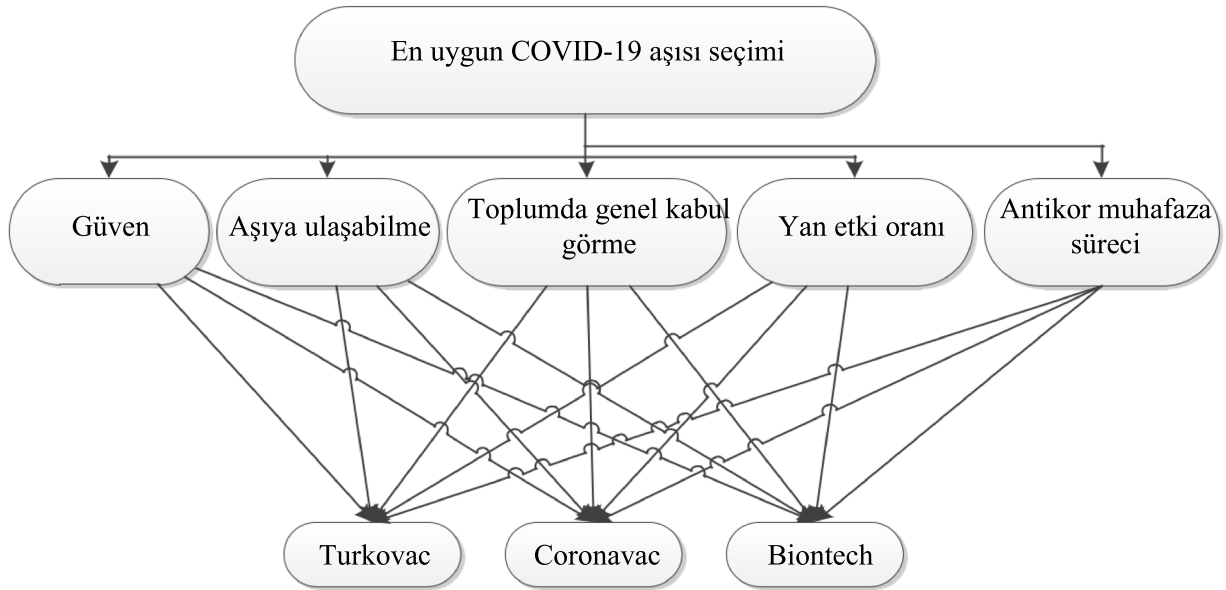 En uygun COVID-19 aşısı seçimi
Güven
Aşıya ulaşabilme
Toplumda genel kabul
görme
Yan etki oranı
Antikor muhafaza
süreci
Turkovac
Coronavac
Biontech